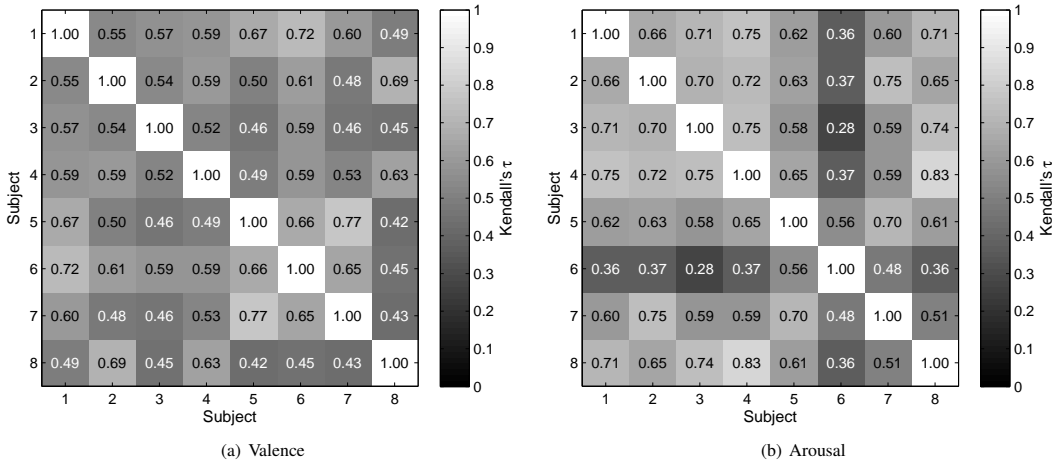 1 1.00 0.55 0.57 0.59 0.67 0.72 0.60 0.49
2 0.55 1.00 0.54 0.59 0.50 0.61 0.48 0.69
3 0.57 0.54 1.00 0.52 0.46 0.59 0.46 0.45
4 0.59 0.59 0.52 1.00 0.49 0.59 0.53 0.63
5 0.67 0.50 0.46 0.49 1.00 0.66 0.77 0.42
6 0.72 0.61 0.59 0.59 0.66 1.00 0.65 0.45
7 0.60 0.48 0.46 0.53 0.77 0.65 1.00 0.43
8 0.49 0.69 0.45 0.63 0.42 0.45 0.43 1.00
1 2 3 4 5 6 7 8
Subject
Subject
1
0.9
0.8
0.7
0.6
0.5
0.4
0.3
0.2
0.1
0
Kendall's τ
(a) Valence
1 1.00 0.66 0.71 0.75 0.62 0.36 0.60 0.71
2 0.66 1.00 0.70 0.72 0.63 0.37 0.75 0.65
3 0.71 0.70 1.00 0.75 0.58 0.28 0.59 0.74
4 0.75 0.72 0.75 1.00 0.65 0.37 0.59 0.83
5 0.62 0.63 0.58 0.65 1.00 0.56 0.70 0.61
6 0.36 0.37 0.28 0.37 0.56 1.00 0.48 0.36
7 0.60 0.75 0.59 0.59 0.70 0.48 1.00 0.51
8 0.71 0.65 0.74 0.83 0.61 0.36 0.51 1.00
1 2 3 4 5 6 7 8
Subject
Subject
1
0.9
0.8
0.7
0.6
0.5
0.4
0.3
0.2
0.1
0
Kendall's τ
(b) Arousal